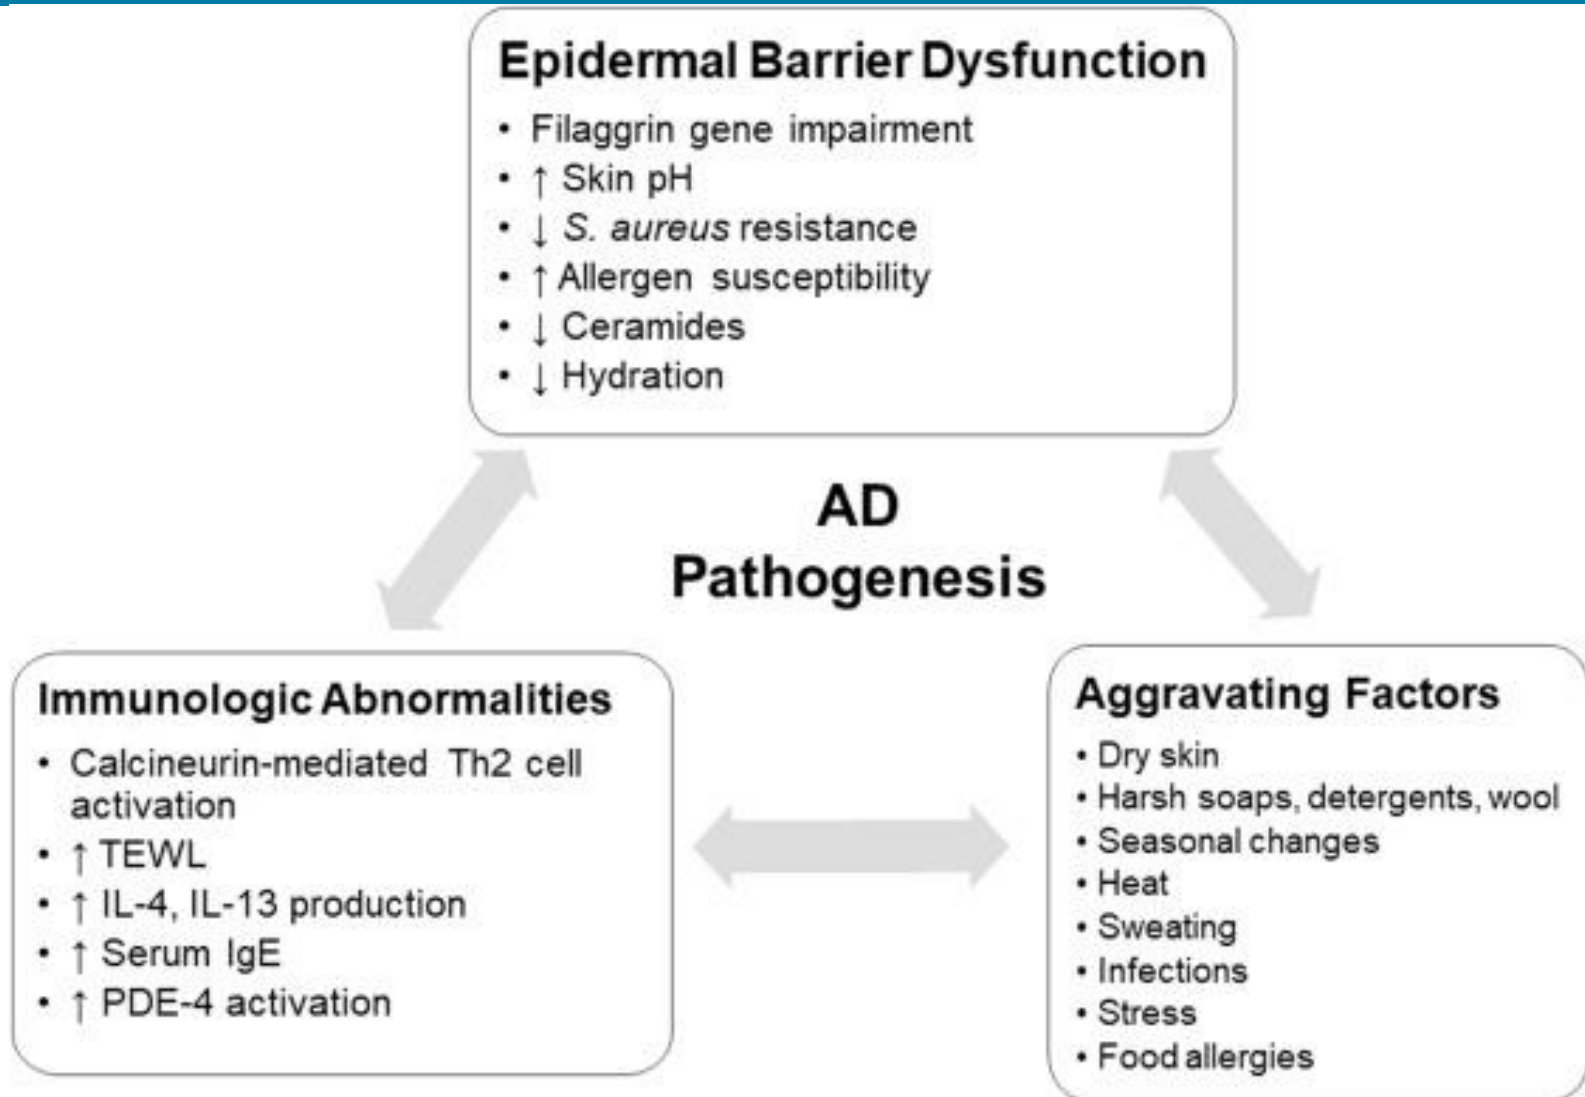 Epidermal Barrier Dysfunction
• Filaggrin gene impairment
• ↑ Skin pH
• ↓ S. aureus resistance
• ↑ Allergen susceptibility
• ↓ Ceramides
• ↓ Hydration
AD
Pathogenesis
Immunologic Abnormalities
• Calcineurin-mediated Th2 cell
activation
• ↑ TEWL
• ↑ IL-4, IL-13 production
• ↑ Serum IgE
• ↑ PDE-4 activation
Aggravating Factors
• Dry skin
• Harsh soaps, detergents, wool
• Seasonal changes
• Heat
• Sweating
• Infections
• Stress
• Food allergies